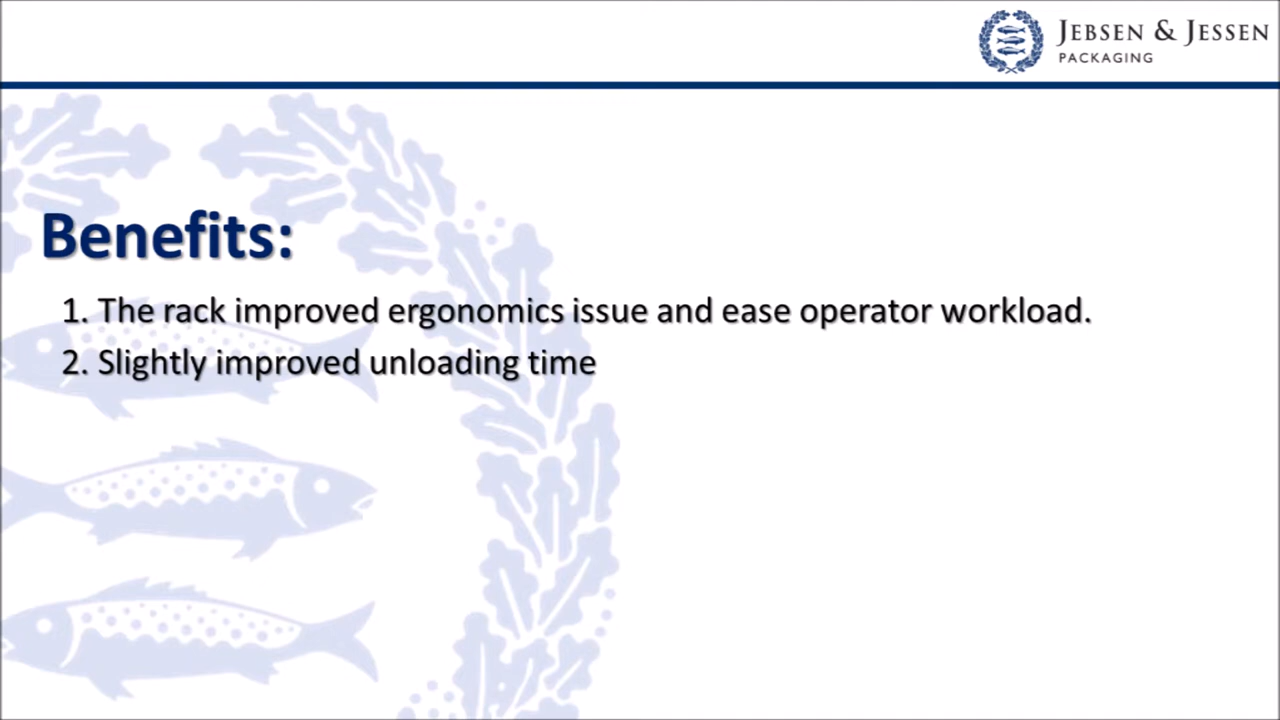 JEBSEN & JESSEN
PACKAGING
Benefits:
1. The rack improved ergonomics issue and ease operator workload.
2. Slightly improved unloading time